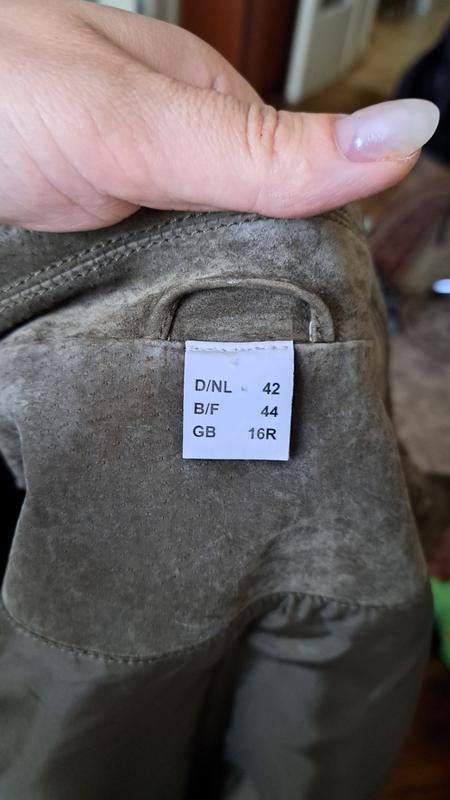 D/NL - 42
B/F 44
GB 16R